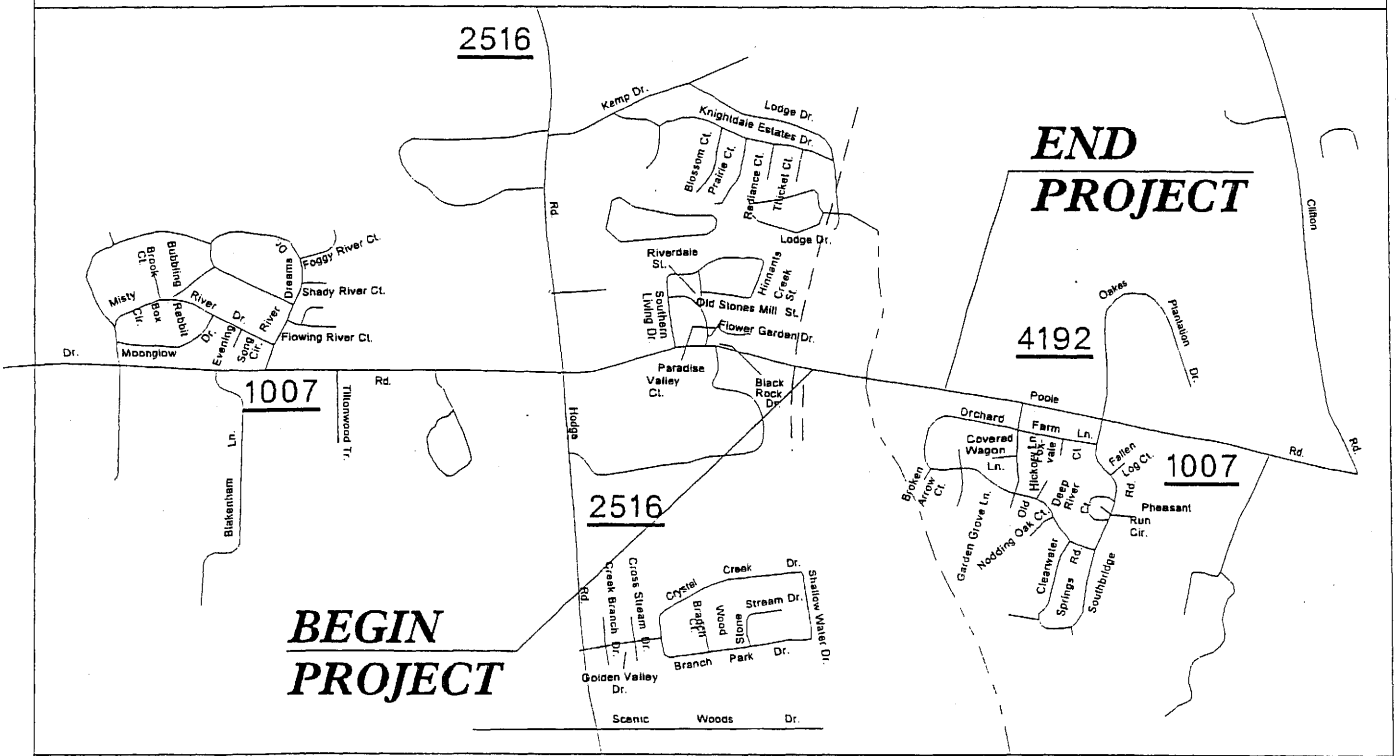 2516
Kemp Dr.
Lodge Dr.
Knightdale Estates Dr.
Blossom Ct.
Prairie Ct.
Radiance Ct.
Thicket Ct.
Lodge Dr.
END
PROJECT
Clifton
Rd.
Rd.
Riverdale
St.
Hinnants
Creek
St.
Southern
Living Dr.
Old Stones Mill St.
Flower Garden Dr.
Paradise
Valley
Ct.
Black
Rock
Dr.
Bubbling
Brook
Ct.
Misty
Cir.
Box
Rabbit
Dr.
River
Dr.
Evening
Song
Cir.
River
Dreams
Dr.
Foggy River Ct.
Shady River Ct.
Flowing River Ct.
Moonglow
Dr.
1007
Rd.
Tiltonwood Tr.
Blakenham
Ln.
Hodge
Rd.
2516
Oakes
Plantation
Dr.
4192
Poole
Rd.
1007
Orchard
Farm
Ln.
Covered
Wagon
Ln.
Hickory Ln.
Old
Fox-
vale
Ct.
Fallen
Log Ct.
Rd.
Broken
Arrow
Ct.
Garden Grove Ln.
Nodding Oak Ct.
Deep
River
Ct.
Pheasant
Run
Cir.
Clearwater
Springs
Rd.
Southbridge
BEGIN
PROJECT
Creek Branch Dr.
Cross Stream Dr.
Golden Valley
Dr.
Crystal
Creek
Dr.
Branch
Ct.
Wood
Stone
Stream Dr.
Shallow Water Dr.
Branch Park Dr.
Scenic Woods Dr.